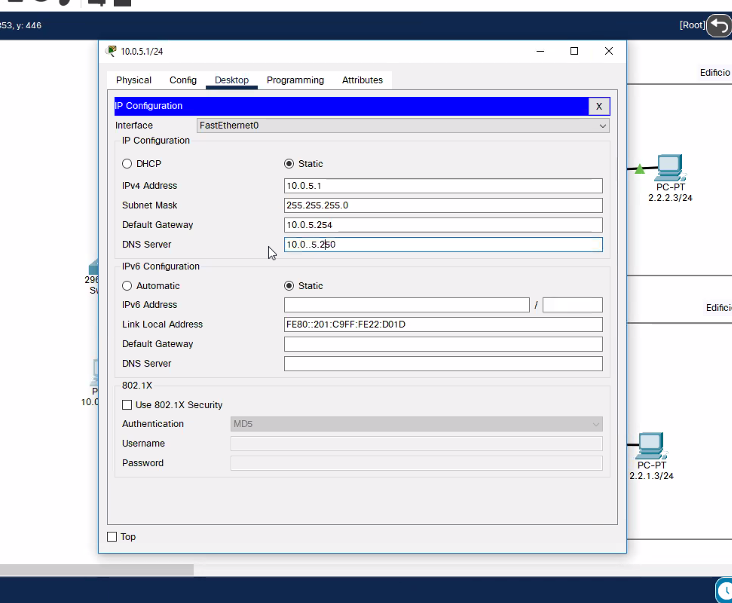 353, y: 446
[Root]
10.0.5.1/24
Physical Config Desktop Programming Attributes
Edificio
IP Configuration X
Interface FastEthernet0
IP Configuration
DHCP Static
IPv4 Address 10.0.5.1
Subnet Mask 255.255.255.0
Default Gateway 10.0.5.254
DNS Server 10.0..5.250
PC-PT
2.2.2.3/24
IPv6 Configuration
Automatic Static
IPv6 Address /
Link Local Address FE80::201:C9FF:FE22:D01D
Default Gateway
DNS Server
296
Sw
Edificio
802.1X
Use 802.1X Security
Authentication MD5
Username
Password
P
10.0
PC-PT
2.2.1.3/24
Top